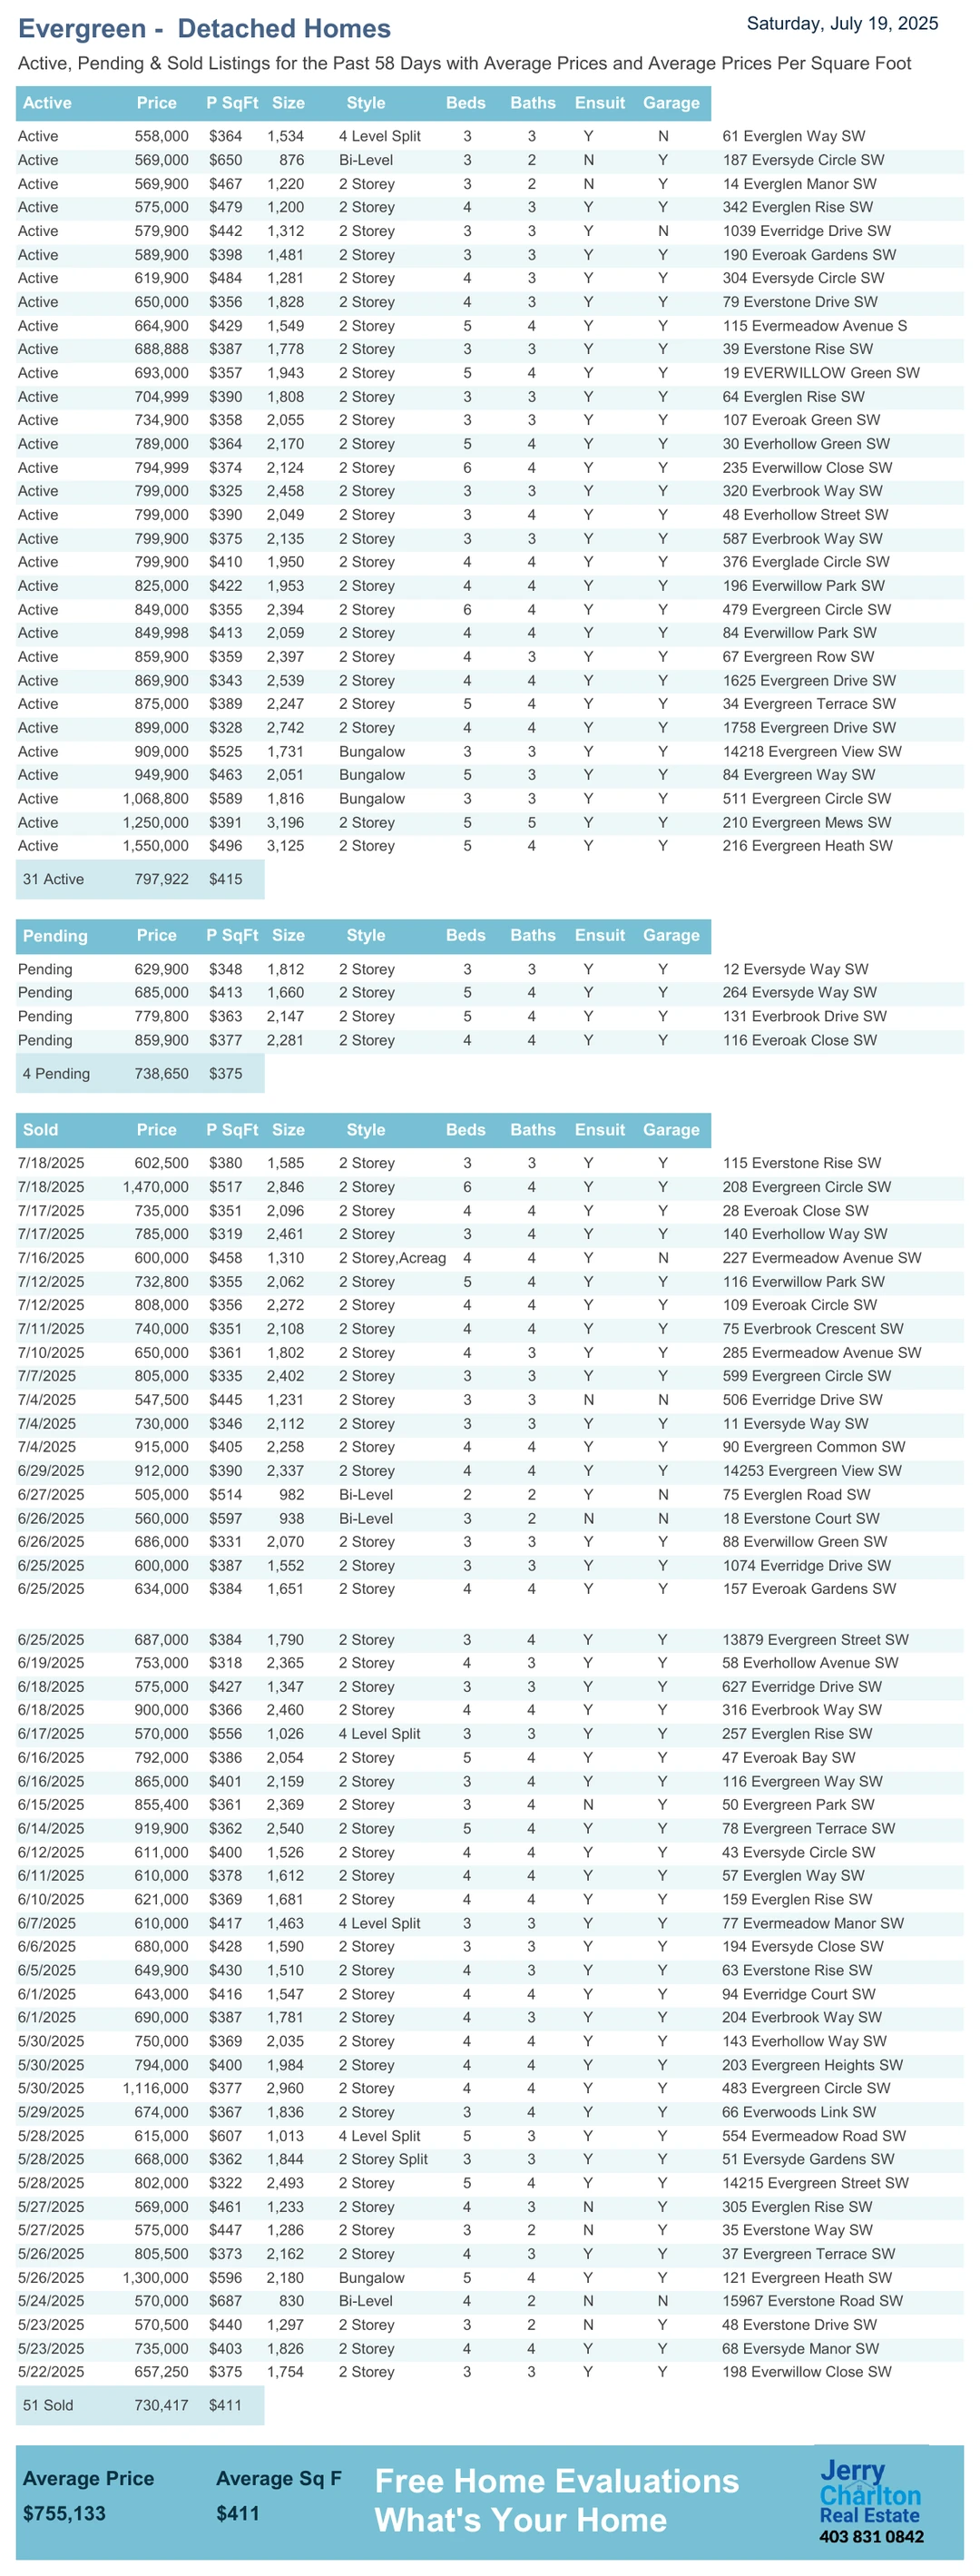 Evergreen - Detached Homes
Saturday, July 19, 2025
Active, Pending & Sold Listings for the Past 58 Days with Average Prices and Average Prices Per Square Foot
Active Price P SqFt Size Style Beds Baths Ensuit Garage
Active 558,000 $364 1,534 4 Level Split 3 3 Y N 61 Everglen Way SW
Active 569,000 $650 876 Bi-Level 3 2 N Y 187 Eversyde Circle SW
Active 569,900 $467 1,220 2 Storey 3 2 N Y 14 Everglen Manor SW
Active 575,000 $479 1,200 2 Storey 4 3 Y Y 342 Everglen Rise SW
Active 579,900 $442 1,312 2 Storey 3 3 Y N 1039 Everridge Drive SW
Active 589,900 $398 1,481 2 Storey 3 3 Y Y 190 Everoak Gardens SW
Active 619,900 $484 1,281 2 Storey 4 3 Y Y 304 Eversyde Circle SW
Active 650,000 $356 1,828 2 Storey 4 3 Y Y 79 Everstone Drive SW
Active 664,900 $429 1,549 2 Storey 5 4 Y Y 115 Evermeadow Avenue S
Active 688,888 $387 1,778 2 Storey 3 3 Y Y 39 Everstone Rise SW
Active 693,000 $357 1,943 2 Storey 5 4 Y Y 19 EVERWILLOW Green SW
Active 704,999 $390 1,808 2 Storey 3 3 Y Y 64 Everglen Rise SW
Active 734,900 $358 2,055 2 Storey 3 3 Y Y 107 Everoak Green SW
Active 789,000 $364 2,170 2 Storey 5 4 Y Y 30 Everhollow Green SW
Active 794,999 $374 2,124 2 Storey 6 4 Y Y 235 Everwillow Close SW
Active 799,000 $325 2,458 2 Storey 3 3 Y Y 320 Everbrook Way SW
Active 799,000 $390 2,049 2 Storey 3 4 Y Y 48 Everhollow Street SW
Active 799,900 $375 2,135 2 Storey 3 3 Y Y 587 Everbrook Way SW
Active 799,900 $410 1,950 2 Storey 4 4 Y Y 376 Everglade Circle SW
Active 825,000 $422 1,953 2 Storey 4 4 Y Y 196 Everwillow Park SW
Active 849,000 $355 2,394 2 Storey 6 4 Y Y 479 Evergreen Circle SW
Active 849,998 $413 2,059 2 Storey 4 4 Y Y 84 Everwillow Park SW
Active 859,900 $359 2,397 2 Storey 4 3 Y Y 67 Evergreen Row SW
Active 869,900 $343 2,539 2 Storey 4 4 Y Y 1625 Evergreen Drive SW
Active 875,000 $389 2,247 2 Storey 5 4 Y Y 34 Evergreen Terrace SW
Active 899,000 $328 2,742 2 Storey 4 4 Y Y 1758 Evergreen Drive SW
Active 909,000 $525 1,731 Bungalow 3 3 Y Y 14218 Evergreen View SW
Active 949,900 $463 2,051 Bungalow 5 3 Y Y 84 Evergreen Way SW
Active 1,068,800 $589 1,816 Bungalow 3 3 Y Y 511 Evergreen Circle SW
Active 1,250,000 $391 3,196 2 Storey 5 5 Y Y 210 Evergreen Mews SW
Active 1,550,000 $496 3,125 2 Storey 5 4 Y Y 216 Evergreen Heath SW
31 Active 797,922 $415
Pending Price P SqFt Size Style Beds Baths Ensuit Garage
Pending 629,900 $348 1,812 2 Storey 3 3 Y Y 12 Eversyde Way SW
Pending 685,000 $413 1,660 2 Storey 5 4 Y Y 264 Eversyde Way SW
Pending 779,800 $363 2,147 2 Storey 5 4 Y Y 131 Everbrook Drive SW
Pending 859,900 $377 2,281 2 Storey 4 4 Y Y 116 Everoak Close SW
4 Pending 738,650 $375
Sold Price P SqFt Size Style Beds Baths Ensuit Garage
7/18/2025 602,500 $380 1,585 2 Storey 3 3 Y Y 115 Everstone Rise SW
7/18/2025 1,470,000 $517 2,846 2 Storey 6 4 Y Y 208 Evergreen Circle SW
7/17/2025 735,000 $351 2,096 2 Storey 4 4 Y Y 28 Everoak Close SW
7/17/2025 785,000 $319 2,461 2 Storey 3 4 Y Y 140 Everhollow Way SW
7/16/2025 600,000 $458 1,310 2 Storey,Acreag 4 4 Y N 227 Evermeadow Avenue SW
7/12/2025 732,800 $355 2,062 2 Storey 5 4 Y Y 116 Everwillow Park SW
7/12/2025 808,000 $356 2,272 2 Storey 4 4 Y Y 109 Everoak Circle SW
7/11/2025 740,000 $351 2,108 2 Storey 4 4 Y Y 75 Everbrook Crescent SW
7/10/2025 650,000 $361 1,802 2 Storey 4 3 Y Y 285 Evermeadow Avenue SW
7/7/2025 805,000 $335 2,402 2 Storey 3 3 Y Y 599 Evergreen Circle SW
7/4/2025 547,500 $445 1,231 2 Storey 3 3 N N 506 Everridge Drive SW
7/4/2025 730,000 $346 2,112 2 Storey 3 3 Y Y 11 Eversyde Way SW
7/4/2025 915,000 $405 2,258 2 Storey 4 4 Y Y 90 Evergreen Common SW
6/29/2025 912,000 $390 2,337 2 Storey 4 4 Y Y 14253 Evergreen View SW
6/27/2025 505,000 $514 982 Bi-Level 2 2 Y N 75 Everglen Road SW
6/26/2025 560,000 $597 938 Bi-Level 3 2 N N 18 Everstone Court SW
6/26/2025 686,000 $331 2,070 2 Storey 3 3 Y Y 88 Everwillow Green SW
6/25/2025 600,000 $387 1,552 2 Storey 3 3 Y Y 1074 Everridge Drive SW
6/25/2025 634,000 $384 1,651 2 Storey 4 4 Y Y 157 Everoak Gardens SW
6/25/2025 687,000 $384 1,790 2 Storey 3 4 Y Y 13879 Evergreen Street SW
6/19/2025 753,000 $318 2,365 2 Storey 4 3 Y Y 58 Everhollow Avenue SW
6/18/2025 575,000 $427 1,347 2 Storey 3 3 Y Y 627 Everridge Drive SW
6/18/2025 900,000 $366 2,460 2 Storey 4 4 Y Y 316 Everbrook Way SW
6/17/2025 570,000 $556 1,026 4 Level Split 3 3 Y Y 257 Everglen Rise SW
6/16/2025 792,000 $386 2,054 2 Storey 5 4 Y Y 47 Everoak Bay SW
6/16/2025 865,000 $401 2,159 2 Storey 3 4 Y Y 116 Evergreen Way SW
6/15/2025 855,400 $361 2,369 2 Storey 3 4 N Y 50 Evergreen Park SW
6/14/2025 919,900 $362 2,540 2 Storey 5 4 Y Y 78 Evergreen Terrace SW
6/12/2025 611,000 $400 1,526 2 Storey 4 4 Y Y 43 Eversyde Circle SW
6/11/2025 610,000 $378 1,612 2 Storey 4 4 Y Y 57 Everglen Way SW
6/10/2025 621,000 $369 1,681 2 Storey 4 4 Y Y 159 Everglen Rise SW
6/7/2025 610,000 $417 1,463 4 Level Split 3 3 Y Y 77 Evermeadow Manor SW
6/6/2025 680,000 $428 1,590 2 Storey 3 3 Y Y 194 Eversyde Close SW
6/5/2025 649,900 $430 1,510 2 Storey 4 3 Y Y 63 Everstone Rise SW
6/1/2025 643,000 $416 1,547 2 Storey 4 4 Y Y 94 Everridge Court SW
6/1/2025 690,000 $387 1,781 2 Storey 4 3 Y Y 204 Everbrook Way SW
5/30/2025 750,000 $369 2,035 2 Storey 4 4 Y Y 143 Everhollow Way SW
5/30/2025 794,000 $400 1,984 2 Storey 4 4 Y Y 203 Evergreen Heights SW
5/30/2025 1,116,000 $377 2,960 2 Storey 4 4 Y Y 483 Evergreen Circle SW
5/29/2025 674,000 $367 1,836 2 Storey 3 4 Y Y 66 Everwoods Link SW
5/28/2025 615,000 $607 1,013 4 Level Split 5 3 Y Y 554 Evermeadow Road SW
5/28/2025 668,000 $362 1,844 2 Storey Split 3 3 Y Y 51 Eversyde Gardens SW
5/28/2025 802,000 $322 2,493 2 Storey 5 4 Y Y 14215 Evergreen Street SW
5/27/2025 569,000 $461 1,233 2 Storey 4 3 N Y 305 Everglen Rise SW
5/27/2025 575,000 $447 1,286 2 Storey 3 2 N Y 35 Everstone Way SW
5/26/2025 805,500 $373 2,162 2 Storey 4 3 Y Y 37 Evergreen Terrace SW
5/26/2025 1,300,000 $596 2,180 Bungalow 5 4 Y Y 121 Evergreen Heath SW
5/24/2025 570,000 $687 830 Bi-Level 4 2 N N 15967 Everstone Road SW
5/23/2025 570,500 $440 1,297 2 Storey 3 2 N Y 48 Everstone Drive SW
5/23/2025 735,000 $403 1,826 2 Storey 4 4 Y Y 68 Eversyde Manor SW
5/22/2025 657,250 $375 1,754 2 Storey 3 3 Y Y 198 Everwillow Close SW
51 Sold 730,417 $411
Average Price Average Sq F
$755,133 $411
Free Home Evaluations
What's Your Home
Jerry
Charlton
Real Estate
403 831 0842